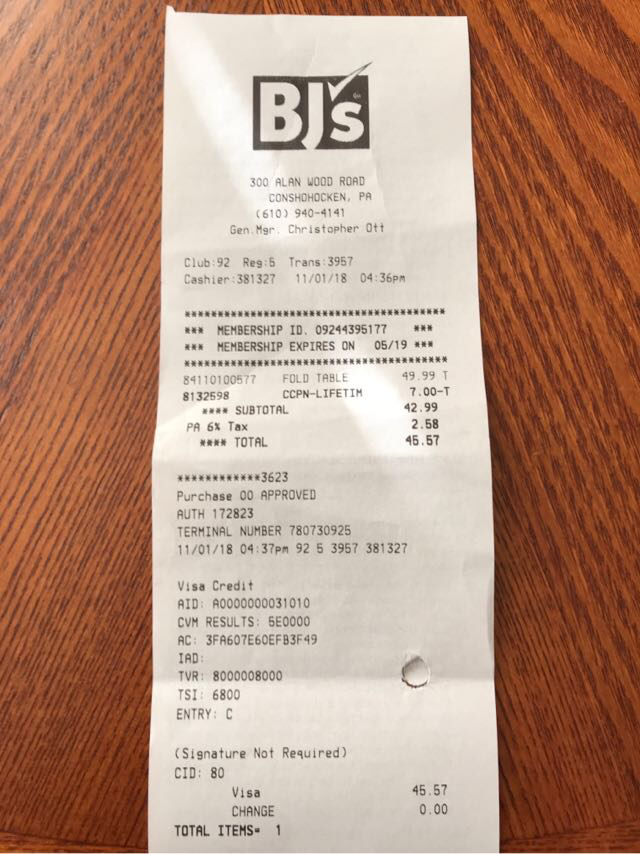 BJ's
300 ALAN WOOD ROAD
CONSHOHOCKEN, PA
(610) 940-4141
Gen.Mgr. Christopher Ott
Club:92 Reg:5 Trans:3957
Cashier:381327 11/01/18 04:36pm
******************************************
*** MEMBERSHIP ID. 09244395177 ***
*** MEMBERSHIP EXPIRES ON 05/19 ***
******************************************
84110100577 FOLD TABLE 49.99 T
8132598 CCPN-LIFETIM 7.00-T
**** SUBTOTAL 42.99
PA 6% Tax 2.58
**** TOTAL 45.57
************3623
Purchase 00 APPROVED
AUTH 172823
TERMINAL NUMBER 780730925
11/01/18 04:37pm 92 5 3957 381327
Visa Credit
AID: A0000000031010
CVM RESULTS: 5E0000
AC: 3FA607E60EFB3F49
IAD:
TVR: 8000008000
TSI: 6800
ENTRY: C
(Signature Not Required)
CID: 80
Visa 45.57
CHANGE 0.00
TOTAL ITEMS= 1